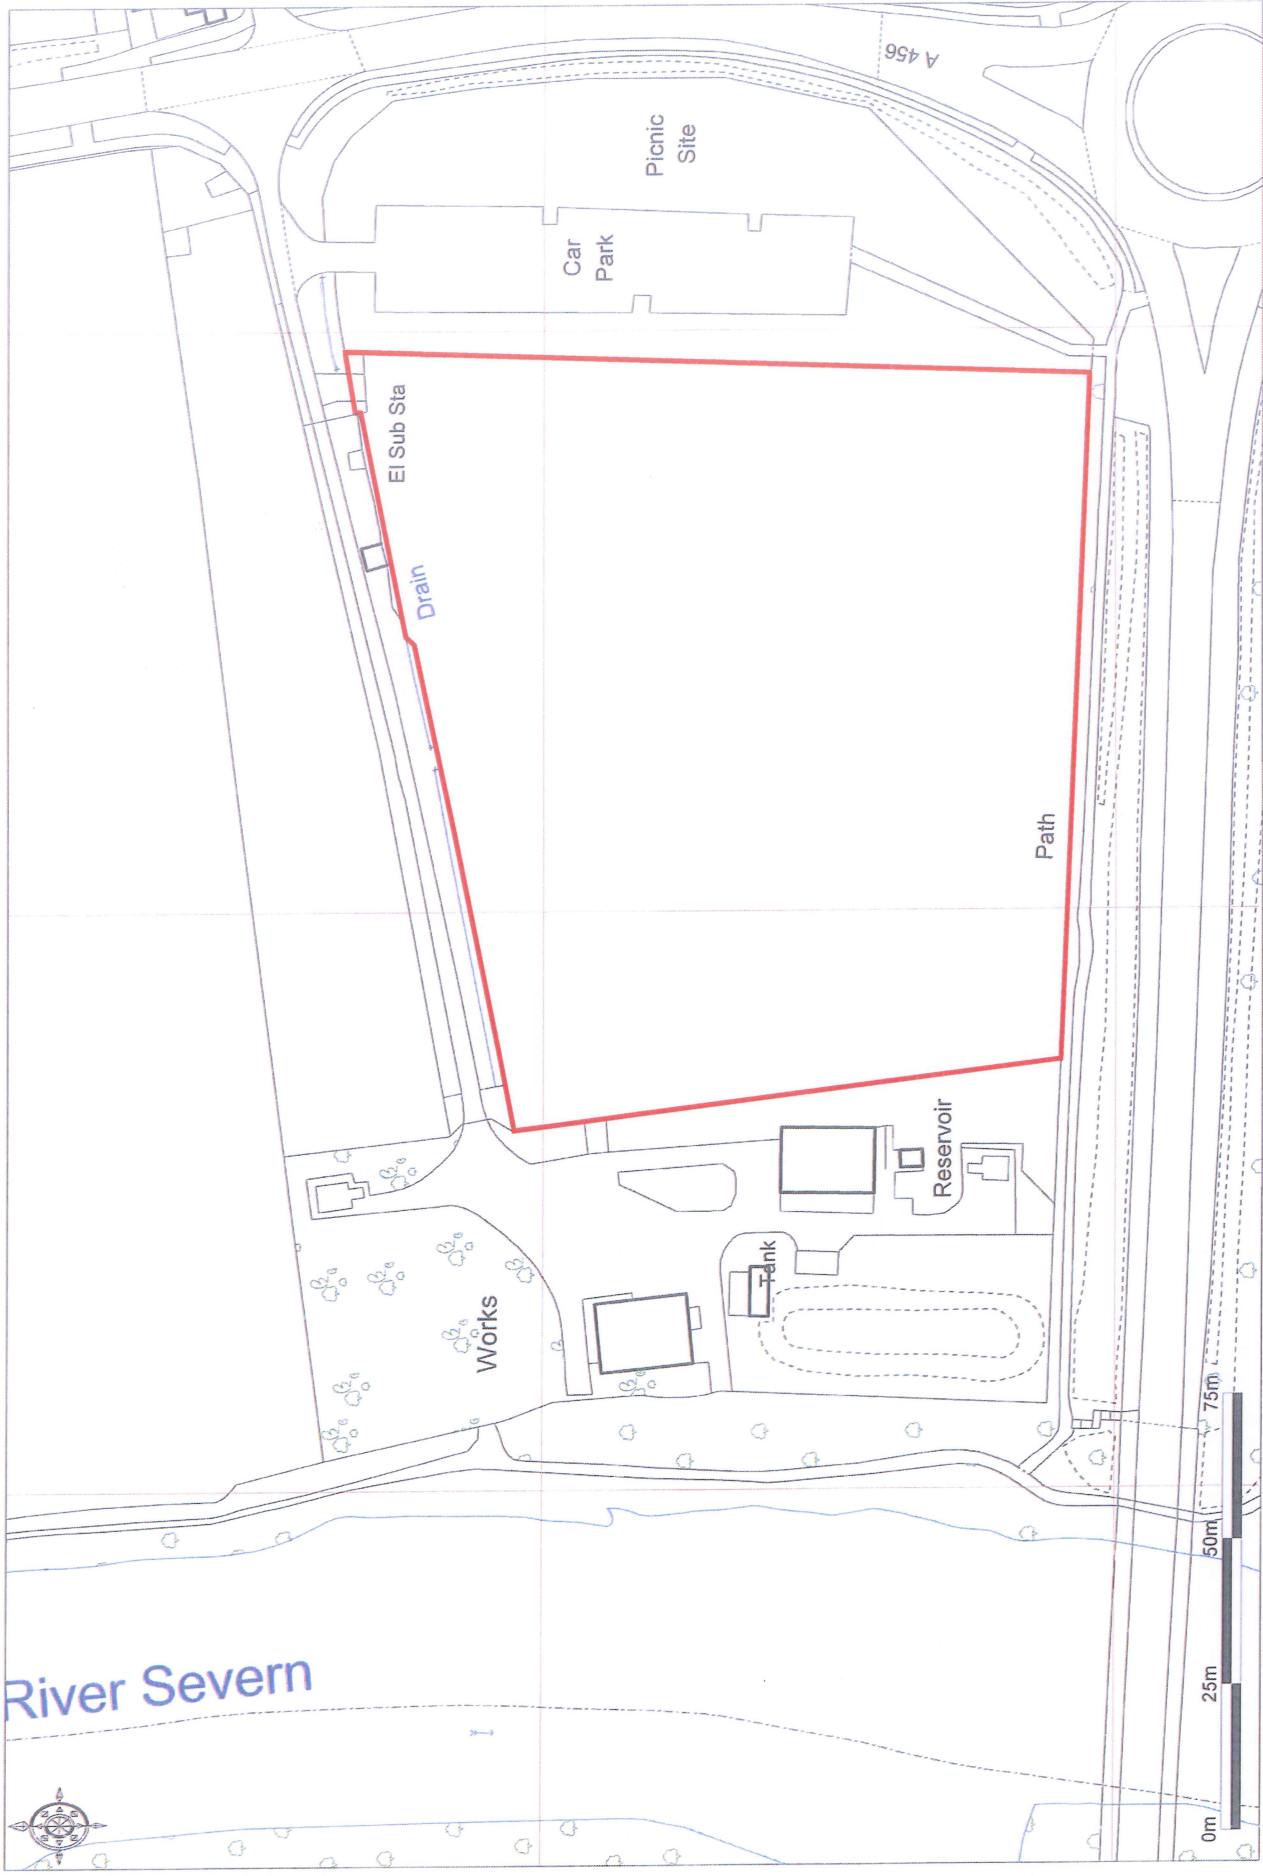 A 456
Picnic
Site
Car
Park
El Sub Sta
Drain
Path
Reservoir
Tank
Works
River Severn
0m
25m
50m
75m